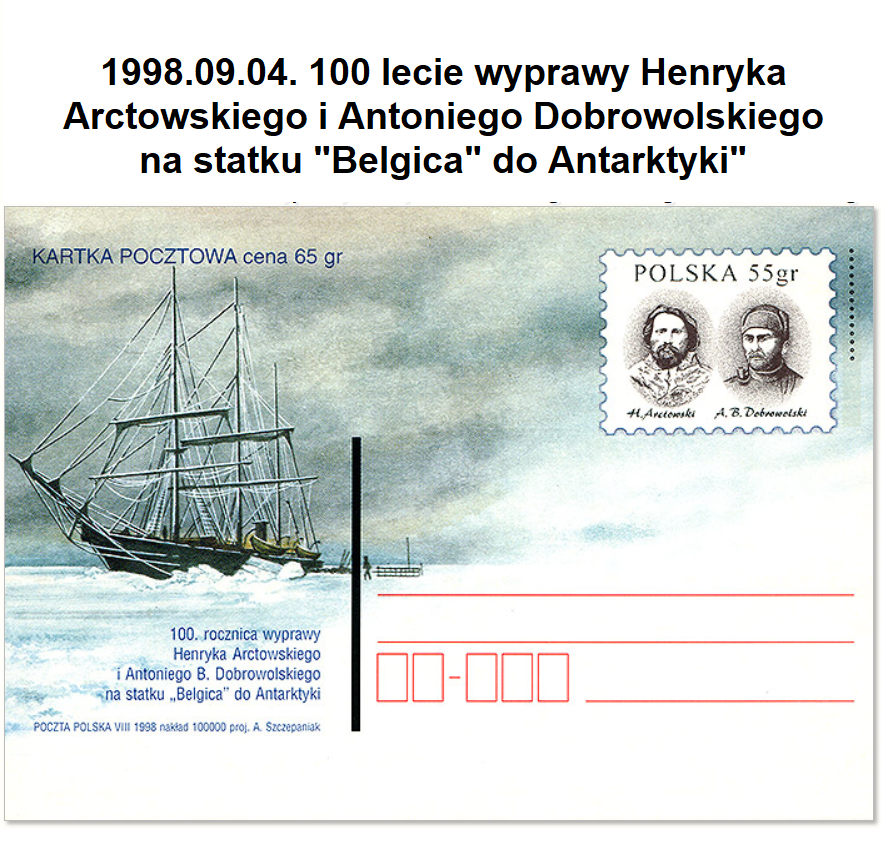 1998.09.04. 100 lecie wyprawy Henryka
Arctowskiego i Antoniego Dobrowolskiego
na statku "Belgica" do Antarktyki"
KARTKA POCZTOWA cena 65 gr
POLSKA 55gr
H. Arctowski A. B. Dobrowolski
100. rocznica wyprawy
Henryka Arctowskiego
i Antoniego B. Dobrowolskiego
na statku „Belgica” do Antarktyki
POCZTA POLSKA VIII 1998 nakład 100000 proj. A. Szczepaniak